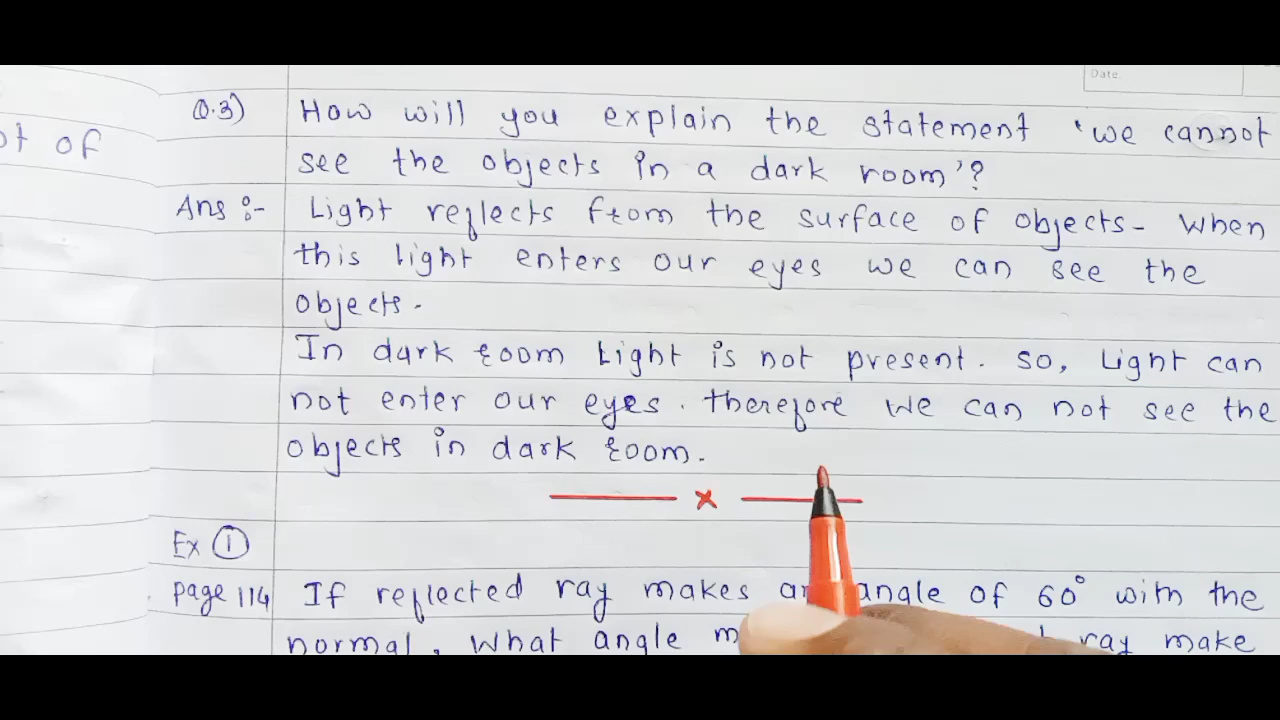 Date
ot of
Q.3) How will you explain the statement 'we cannot
see the objects in a dark room'?
Ans :- Light reflects from the surface of objects. When
this light enters our eyes we can see the
objects.
In dark room Light is not present. So, Light can
not enter our eyes. therefore we can not see the
objects in dark room.
x
Ex 1
page 114 If reflected ray makes an angle of 60° with the
normal, What angle ray make